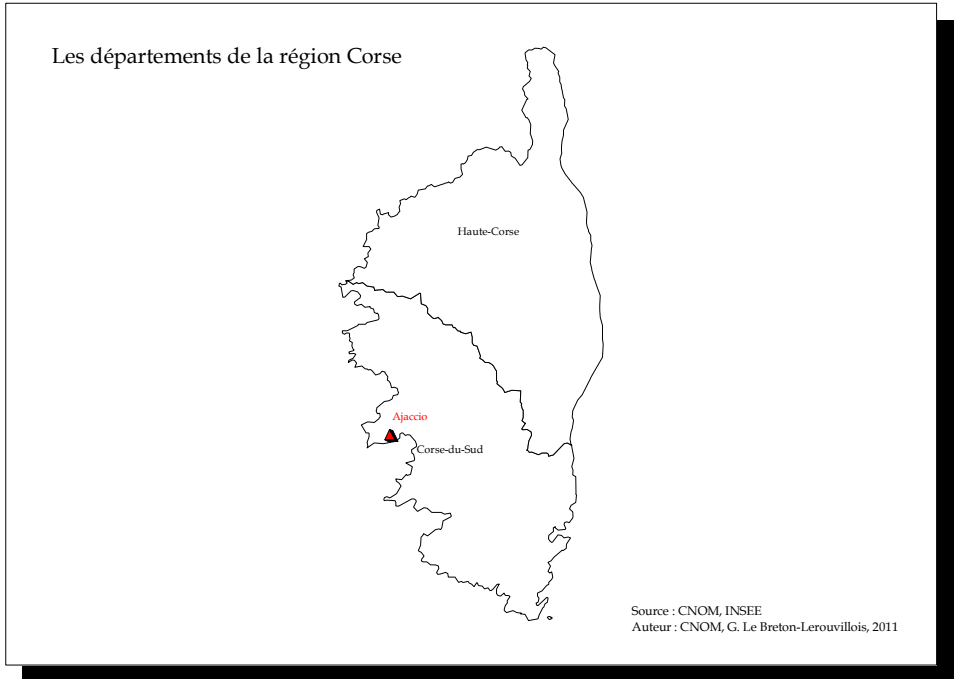 Les départements de la région Corse
Haute-Corse
Ajaccio
Corse-du-Sud
Source : CNOM, INSEE
Auteur : CNOM, G. Le Breton-Lerouvillois, 2011